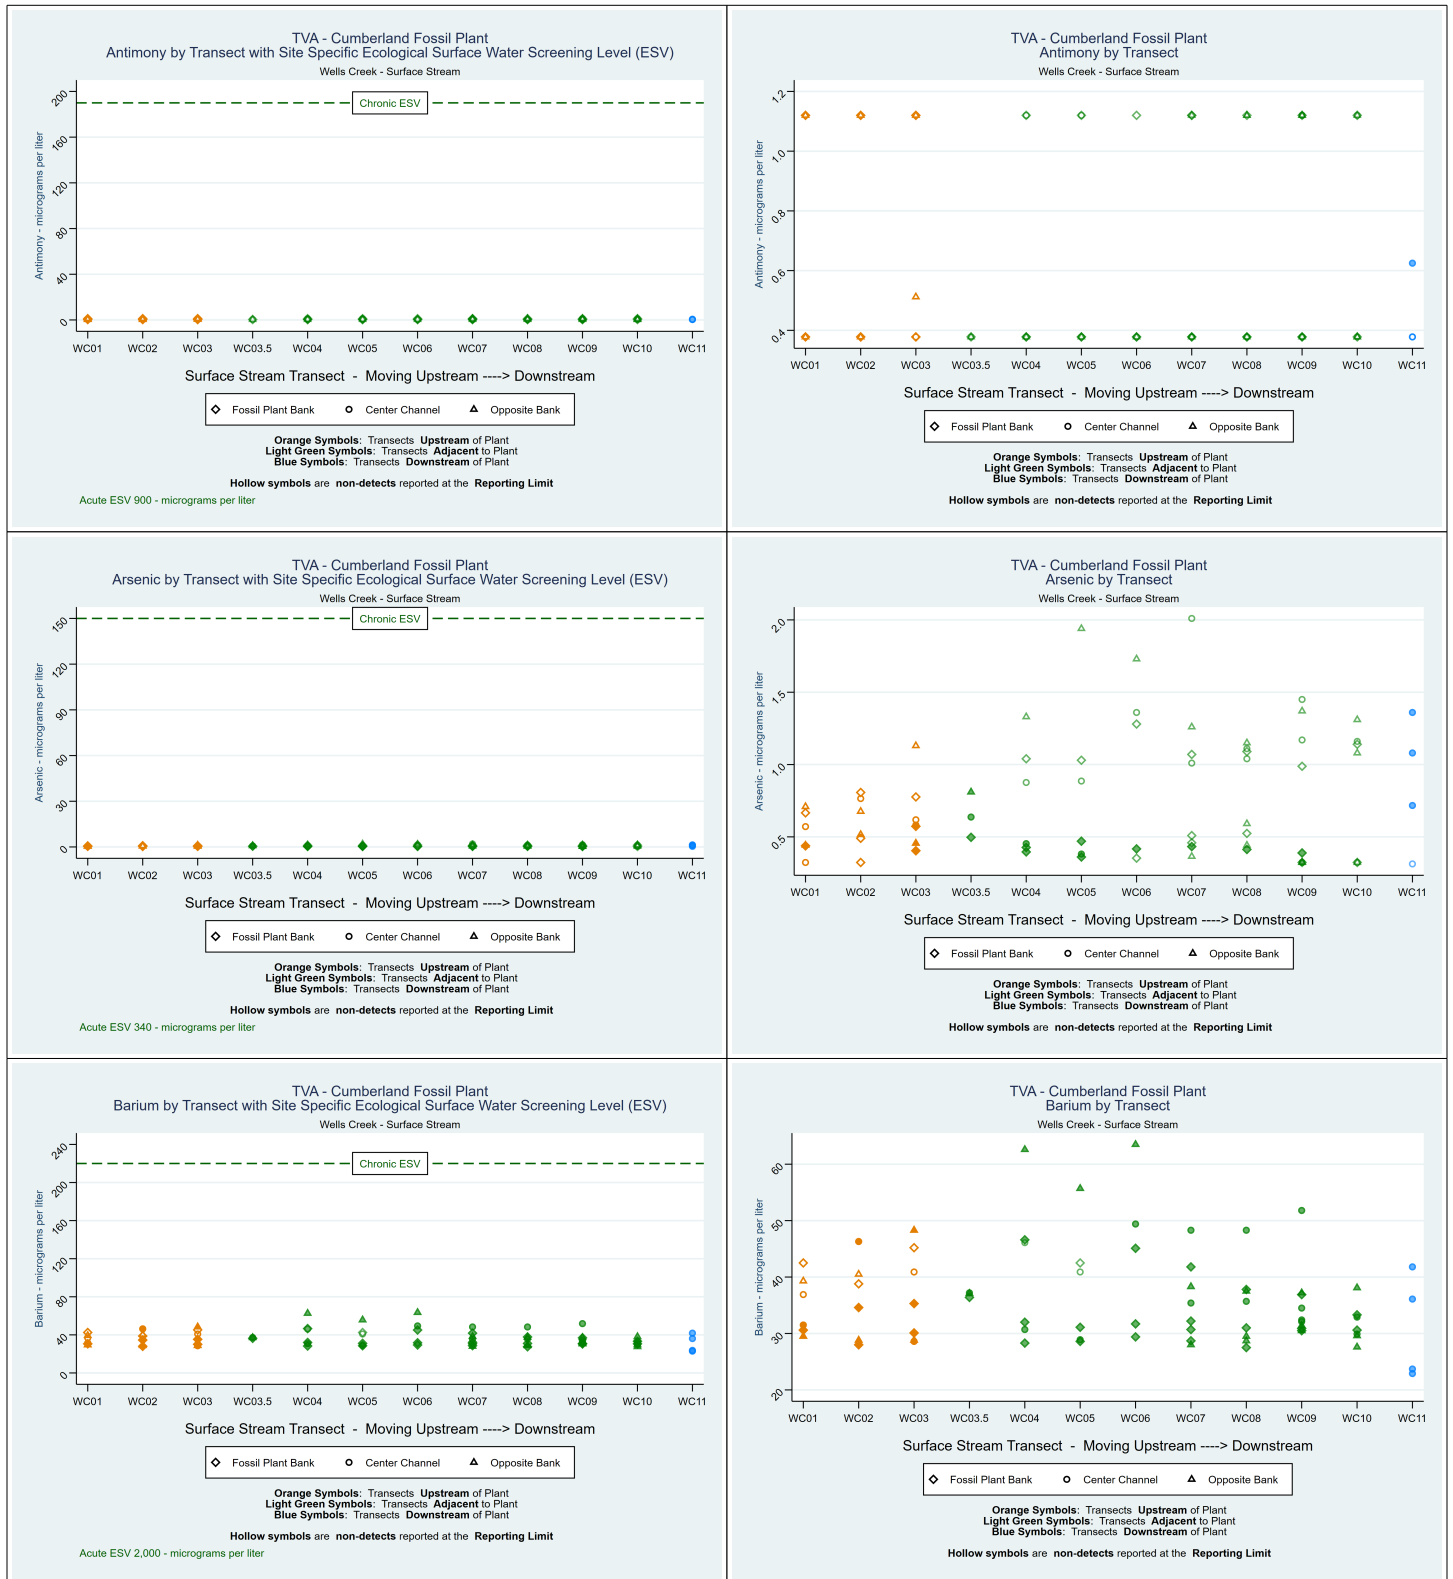 TVA - Cumberland Fossil Plant
Antimony by Transect with Site Specific Ecological Surface Water Screening Level (ESV)
Wells Creek - Surface Stream
Antimony - micrograms per liter
200
160
120
80
40
0
Chronic ESV
WC01 WC02 WC03 WC03.5 WC04 WC05 WC06 WC07 WC08 WC09 WC10 WC11
Surface Stream Transect - Moving Upstream ----> Downstream
Fossil Plant Bank Center Channel Opposite Bank
Orange Symbols: Transects Upstream of Plant
Light Green Symbols: Transects Adjacent to Plant
Blue Symbols: Transects Downstream of Plant
Hollow symbols are non-detects reported at the Reporting Limit
Acute ESV 900 - micrograms per liter
TVA - Cumberland Fossil Plant
Antimony by Transect
Wells Creek - Surface Stream
Antimony - micrograms per liter
1.2
1.0
0.8
0.6
0.4
WC01 WC02 WC03 WC03.5 WC04 WC05 WC06 WC07 WC08 WC09 WC10 WC11
Surface Stream Transect - Moving Upstream ----> Downstream
Fossil Plant Bank Center Channel Opposite Bank
Orange Symbols: Transects Upstream of Plant
Light Green Symbols: Transects Adjacent to Plant
Blue Symbols: Transects Downstream of Plant
Hollow symbols are non-detects reported at the Reporting Limit
TVA - Cumberland Fossil Plant
Arsenic by Transect with Site Specific Ecological Surface Water Screening Level (ESV)
Wells Creek - Surface Stream
Arsenic - micrograms per liter
150
120
90
60
30
0
Chronic ESV
WC01 WC02 WC03 WC03.5 WC04 WC05 WC06 WC07 WC08 WC09 WC10 WC11
Surface Stream Transect - Moving Upstream ----> Downstream
Fossil Plant Bank Center Channel Opposite Bank
Orange Symbols: Transects Upstream of Plant
Light Green Symbols: Transects Adjacent to Plant
Blue Symbols: Transects Downstream of Plant
Hollow symbols are non-detects reported at the Reporting Limit
Acute ESV 340 - micrograms per liter
TVA - Cumberland Fossil Plant
Arsenic by Transect
Wells Creek - Surface Stream
Arsenic - micrograms per liter
2.0
1.5
1.0
0.5
WC01 WC02 WC03 WC03.5 WC04 WC05 WC06 WC07 WC08 WC09 WC10 WC11
Surface Stream Transect - Moving Upstream ----> Downstream
Fossil Plant Bank Center Channel Opposite Bank
Orange Symbols: Transects Upstream of Plant
Light Green Symbols: Transects Adjacent to Plant
Blue Symbols: Transects Downstream of Plant
Hollow symbols are non-detects reported at the Reporting Limit
TVA - Cumberland Fossil Plant
Barium by Transect with Site Specific Ecological Surface Water Screening Level (ESV)
Wells Creek - Surface Stream
Barium - micrograms per liter
240
200
160
120
80
40
0
Chronic ESV
WC01 WC02 WC03 WC03.5 WC04 WC05 WC06 WC07 WC08 WC09 WC10 WC11
Surface Stream Transect - Moving Upstream ----> Downstream
Fossil Plant Bank Center Channel Opposite Bank
Orange Symbols: Transects Upstream of Plant
Light Green Symbols: Transects Adjacent to Plant
Blue Symbols: Transects Downstream of Plant
Hollow symbols are non-detects reported at the Reporting Limit
Acute ESV 2,000 - micrograms per liter
TVA - Cumberland Fossil Plant
Barium by Transect
Wells Creek - Surface Stream
Barium - micrograms per liter
60
50
40
30
20
WC01 WC02 WC03 WC03.5 WC04 WC05 WC06 WC07 WC08 WC09 WC10 WC11
Surface Stream Transect - Moving Upstream ----> Downstream
Fossil Plant Bank Center Channel Opposite Bank
Orange Symbols: Transects Upstream of Plant
Light Green Symbols: Transects Adjacent to Plant
Blue Symbols: Transects Downstream of Plant
Hollow symbols are non-detects reported at the Reporting Limit